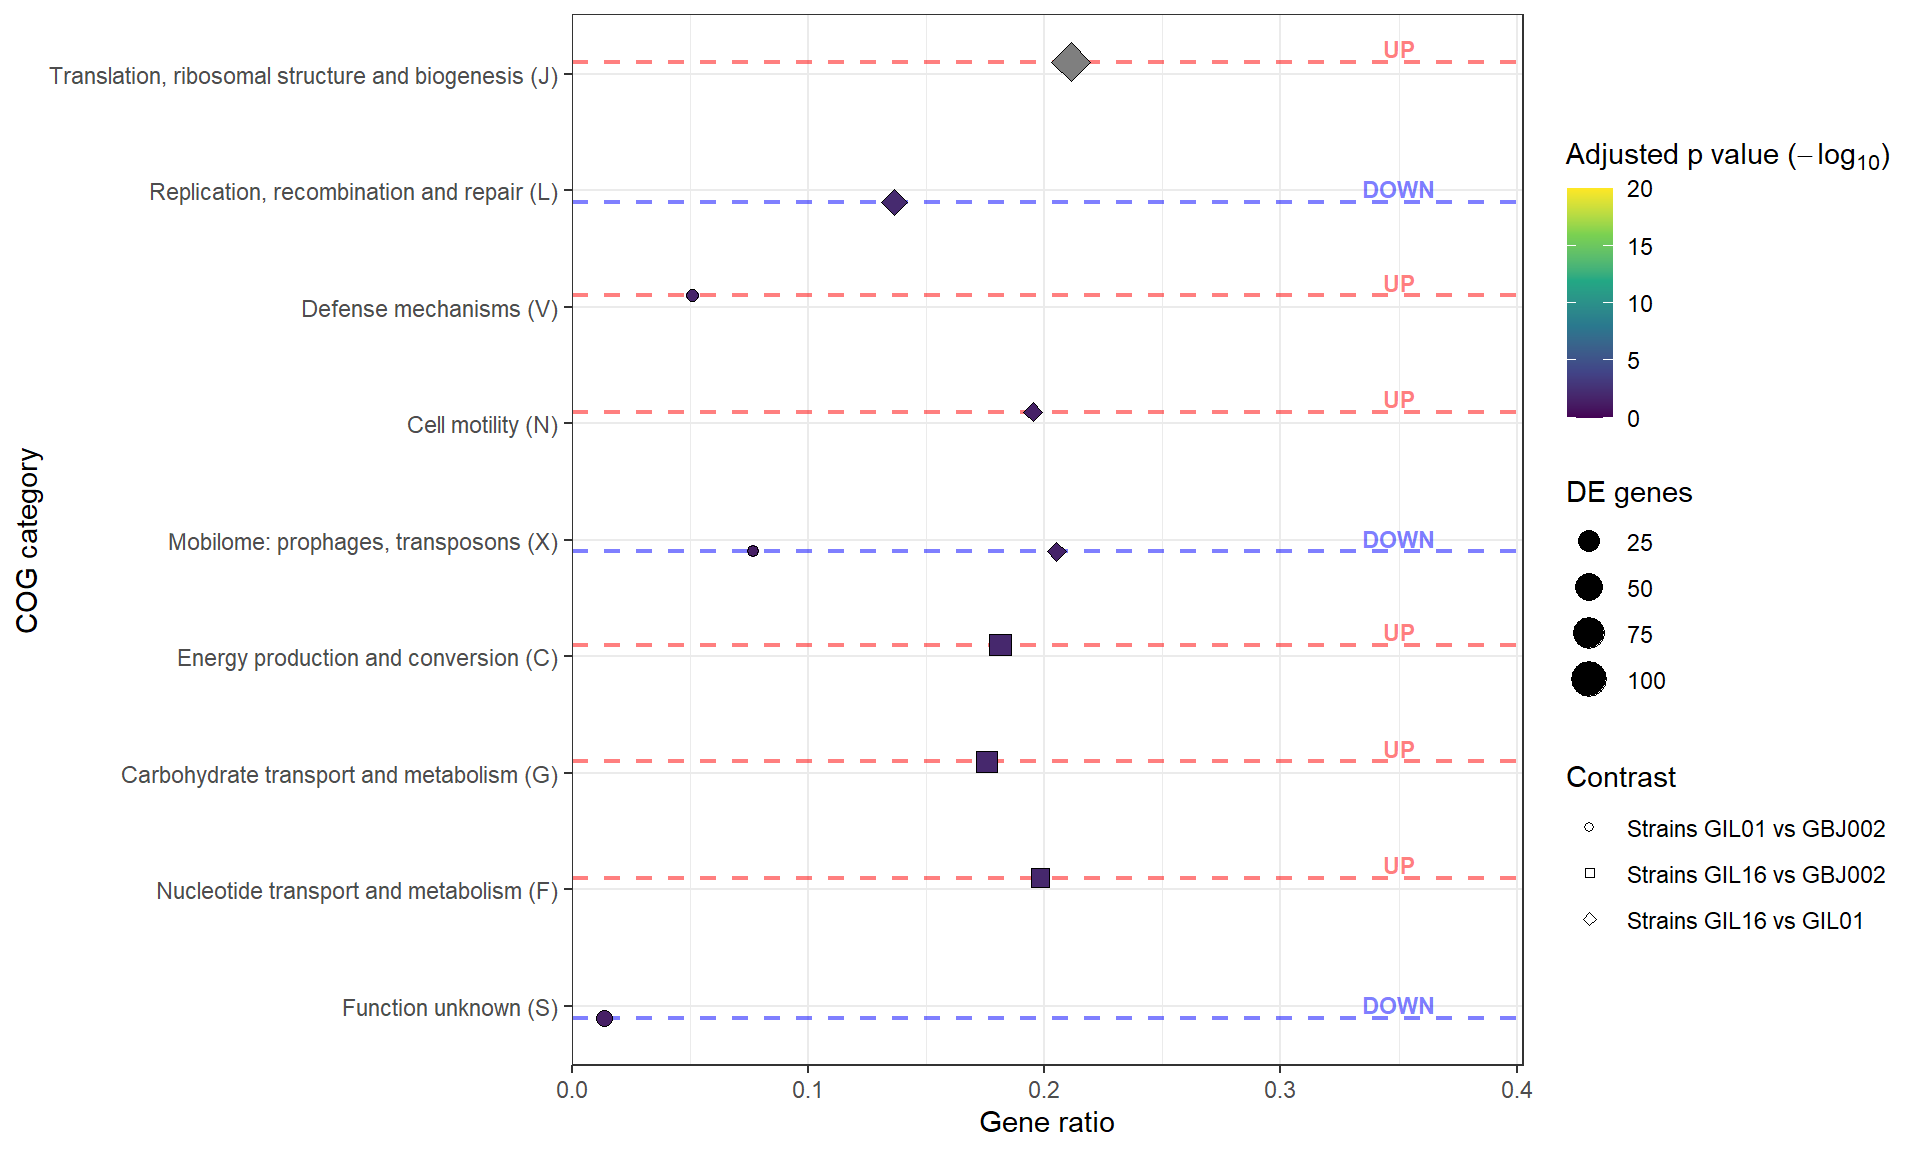 COG category
Translation, ribosomal structure and biogenesis (J)
UP
Replication, recombination and repair (L)
DOWN
Defense mechanisms (V)
UP
Cell motility (N)
UP
Mobilome: prophages, transposons (X)
DOWN
Energy production and conversion (C)
UP
Carbohydrate transport and metabolism (G)
UP
Nucleotide transport and metabolism (F)
UP
Function unknown (S)
DOWN
0.0 0.1 0.2 0.3 0.4
Gene ratio
Adjusted p value (−log10)
20
15
10
5
0
DE genes
25
50
75
100
Contrast
Strains GIL01 vs GBJ002
Strains GIL16 vs GBJ002
Strains GIL16 vs GIL01